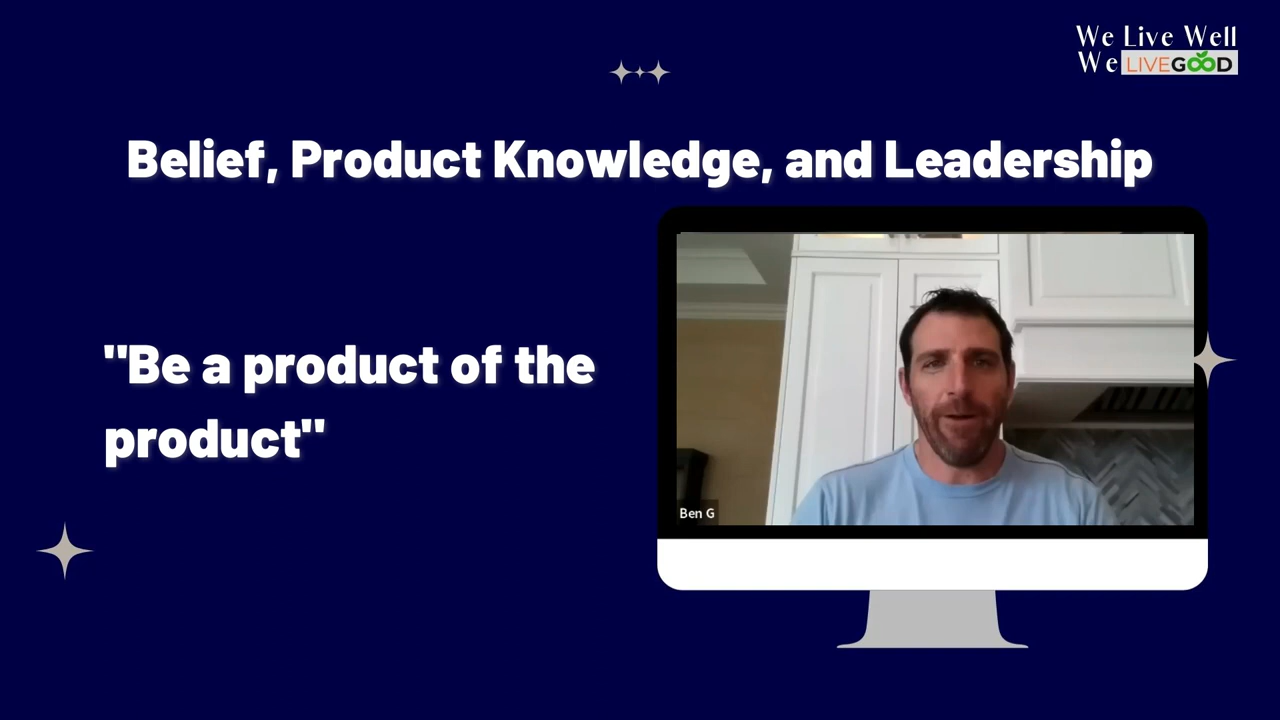 We Live Well
We LIVEGOOD
Belief, Product Knowledge, and Leadership
"Be a product of the
product"
Ben G